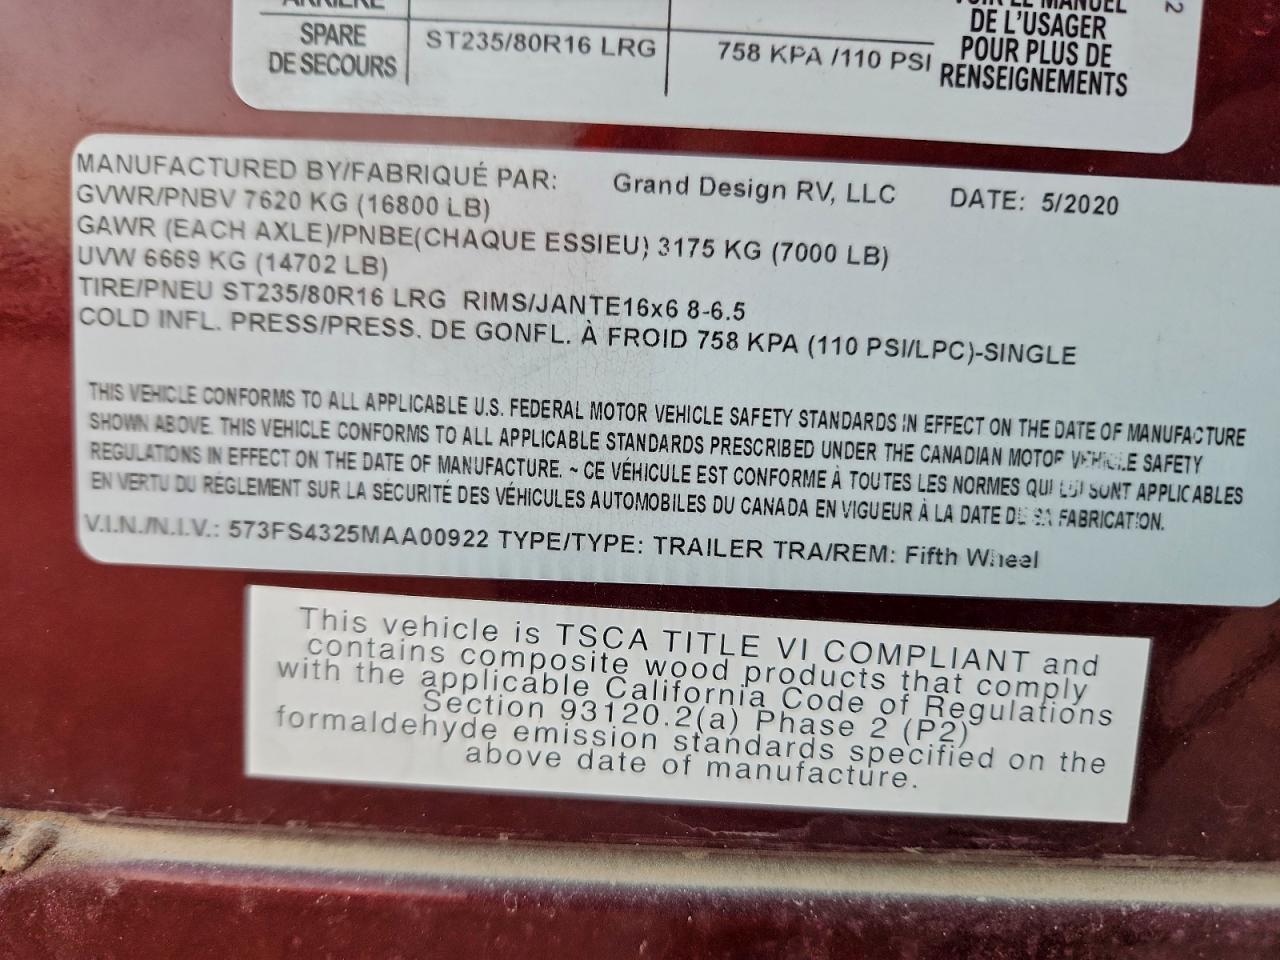 ARRIÈRE
SPARE
DE SECOURS
ST235/80R16 LRG
758 KPA /110 PSI
VOIR LE MANUEL
DE L'USAGER
POUR PLUS DE
RENSEIGNEMENTS
2
MANUFACTURED BY/FABRIQUÉ PAR: Grand Design RV, LLC DATE: 5/2020
GVWR/PNBV 7620 KG (16800 LB)
GAWR (EACH AXLE)/PNBE(CHAQUE ESSIEU) 3175 KG (7000 LB)
UVW 6669 KG (14702 LB)
TIRE/PNEU ST235/80R16 LRG RIMS/JANTE16x6 8-6.5
COLD INFL. PRESS/PRESS. DE GONFL. À FROID 758 KPA (110 PSI/LPC)-SINGLE
THIS VEHICLE CONFORMS TO ALL APPLICABLE U.S. FEDERAL MOTOR VEHICLE SAFETY STANDARDS IN EFFECT ON THE DATE OF MANUFACTURE
SHOWN ABOVE. THIS VEHICLE CONFORMS TO ALL APPLICABLE STANDARDS PRESCRIBED UNDER THE CANADIAN MOTOR VEHICLE SAFETY
REGULATIONS IN EFFECT ON THE DATE OF MANUFACTURE. ~ CE VÉHICULE EST CONFORME À TOUTES LES NORMES QUI LUI SONT APPLICABLES
EN VERTU DU RÈGLEMENT SUR LA SÉCURITÉ DES VÉHICULES AUTOMOBILES DU CANADA EN VIGUEUR À LA DATE DE SA FABRICATION.
V.I.N./N.I.V.: 573FS4325MAA00922 TYPE/TYPE: TRAILER TRA/REM: Fifth Wheel
This vehicle is TSCA TITLE VI COMPLIANT and
contains composite wood products that comply
with the applicable California Code of Regulations
Section 93120.2(a) Phase 2 (P2)
formaldehyde emission standards specified on the
above date of manufacture.